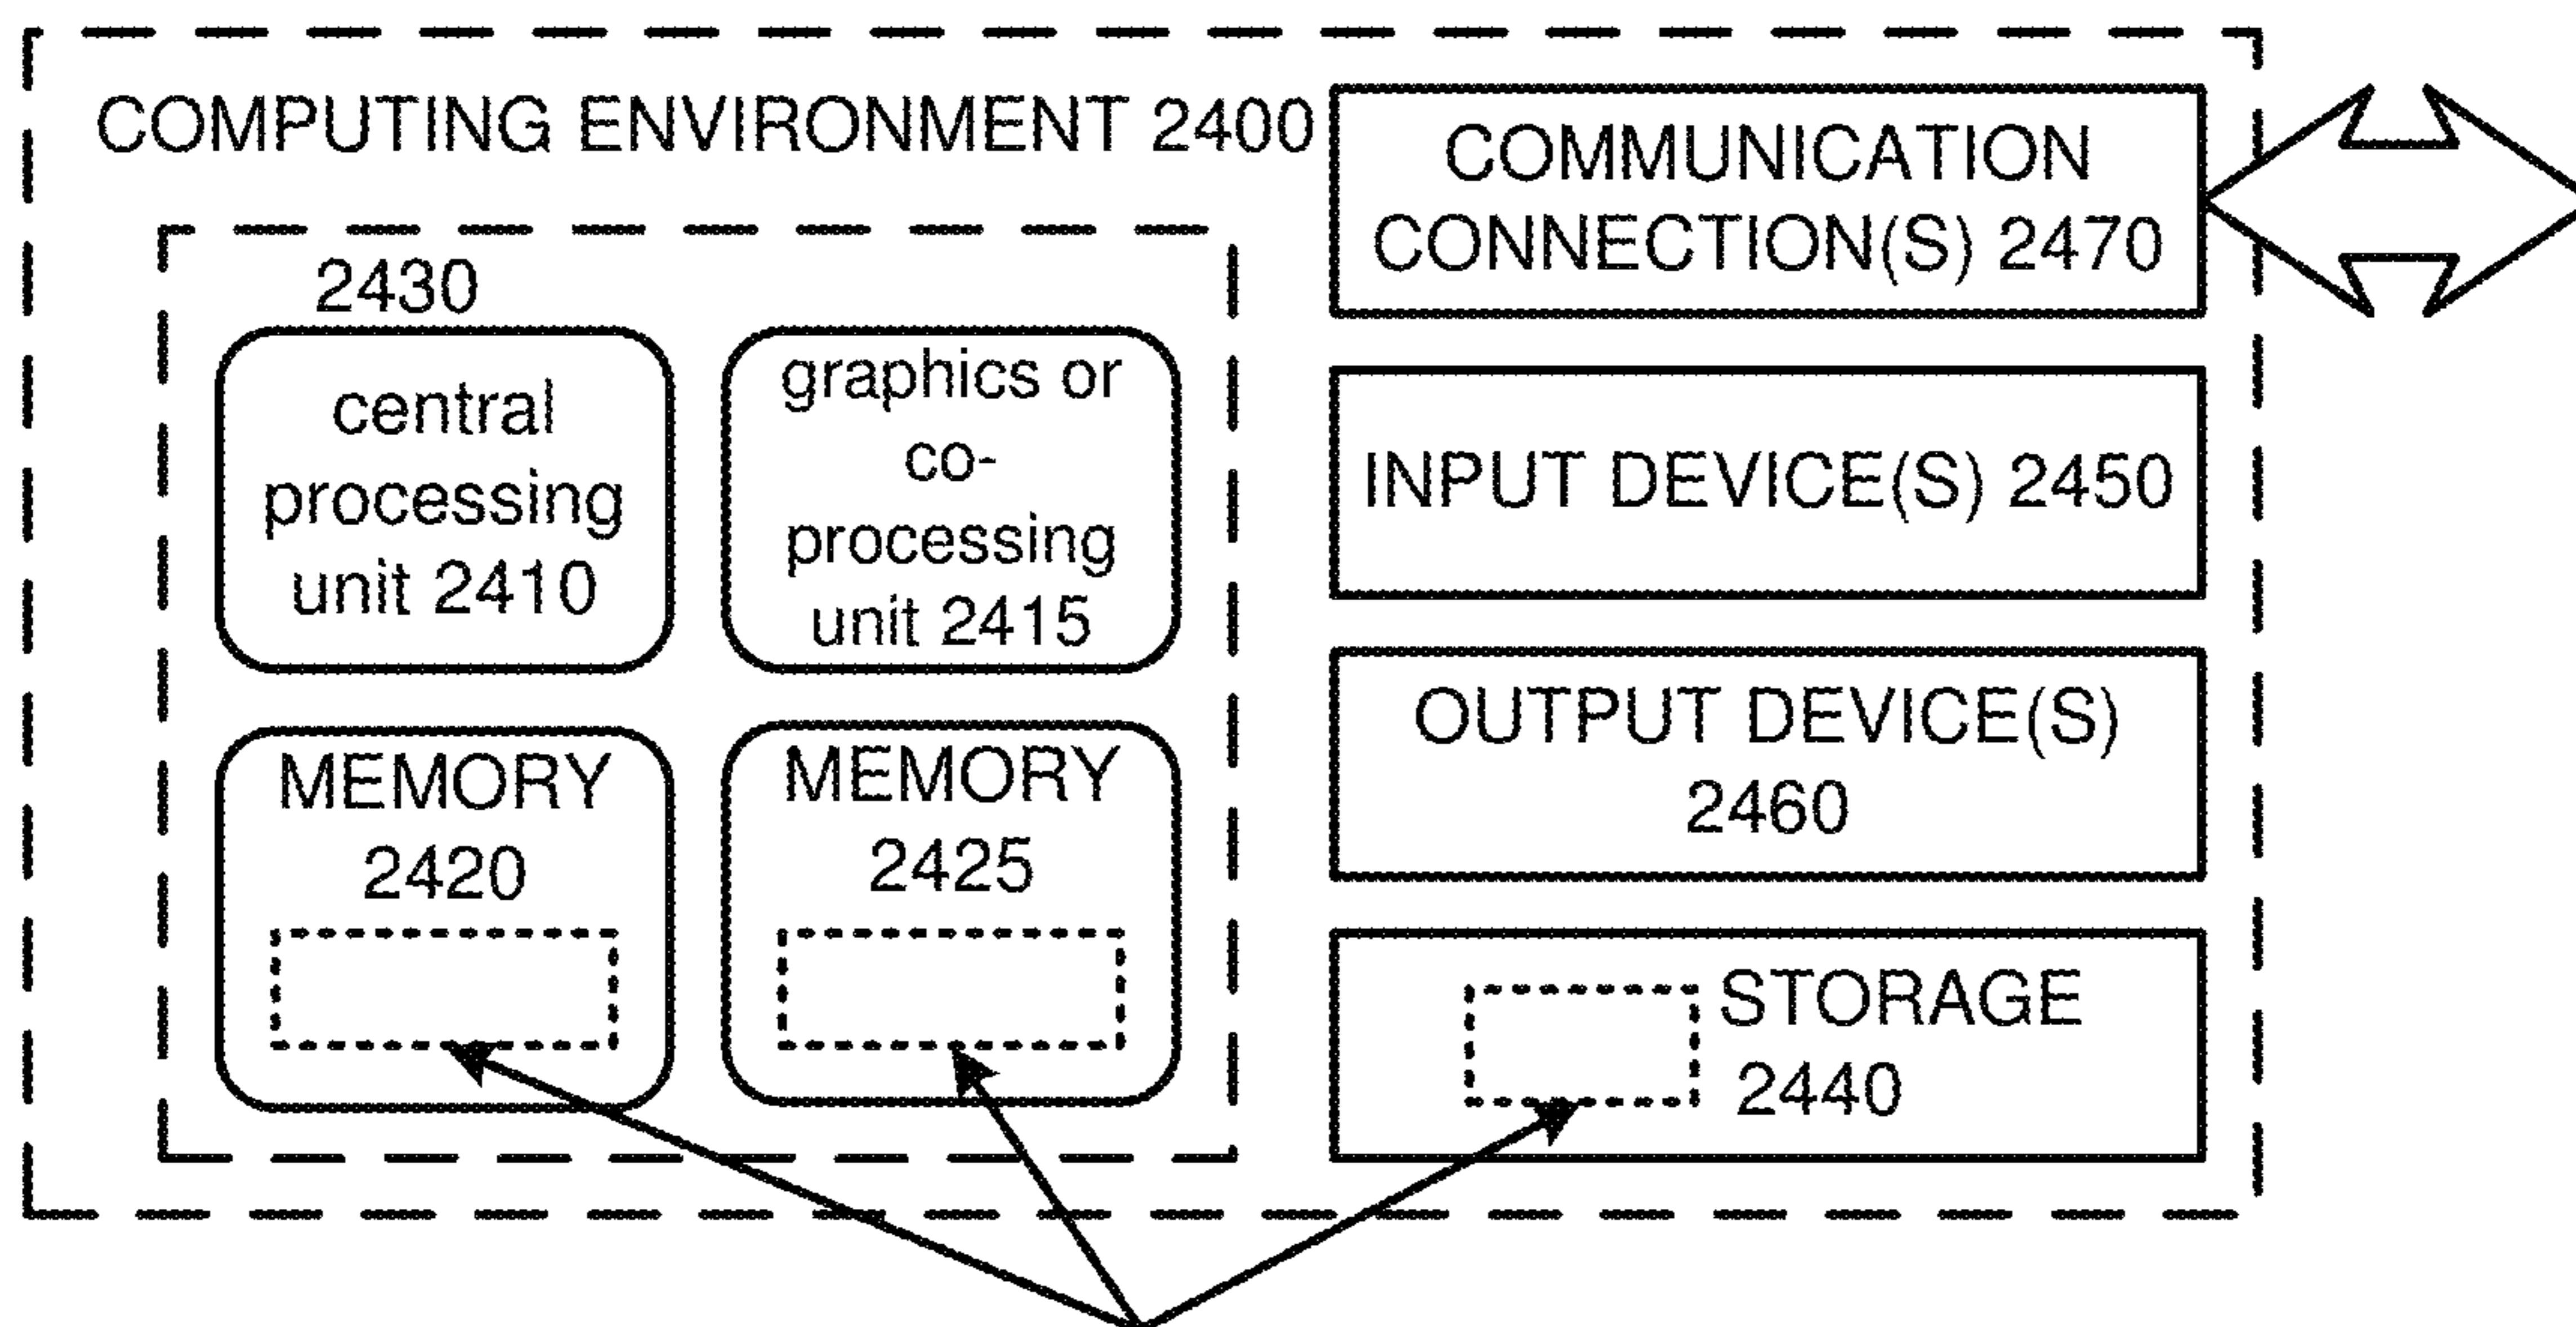 COMPUTING ENVIRONMENT 2400
2430
central
processing
unit 2410
graphics or
co-
processing
unit 2415
MEMORY
2420
MEMORY
2425
COMMUNICATION
CONNECTION(S) 2470
INPUT DEVICE(S) 2450
OUTPUT DEVICE(S)
2460
STORAGE
2440